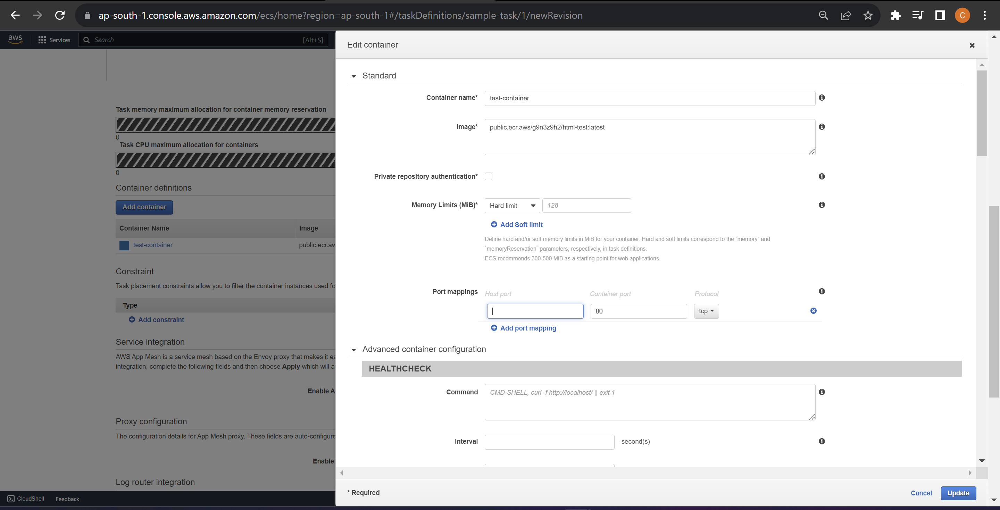 ap-south-1.console.aws.amazon.com/ecs/home?region=ap-south-1#/taskDefinitions/sample-task/1/newRevision
C
aws
Services
Search
[Alt+S]
Task memory maximum allocation for container memory reservation
0
Task CPU maximum allocation for containers
0
Container definitions
Add container
Container Name
Image
test-container
public.ecr.aw
Constraint
Task placement constraints allow you to filter the container instances used fo
Type
Add constraint
Service integration
AWS App Mesh is a service mesh based on the Envoy proxy that makes it ea
integration, complete the following fields and then choose Apply which will a
Enable A
Proxy configuration
The configuration details for App Mesh proxy. These fields are auto-configure
Enable
Log router integration
CloudShell
Feedback
Edit container
Standard
Container name*
test-container
Image*
public.ecr.aws/g9n3z9h2/html-test:latest
Private repository authentication*
Memory Limits (MiB)*
Hard limit
128
Add Soft limit
Define hard and/or soft memory limits in MiB for your container. Hard and soft limits correspond to the `memory` and
`memoryReservation` parameters, respectively, in task definitions.
ECS recommends 300-500 MiB as a starting point for web applications.
Port mappings
Host port
Container port
Protocol
80
tcp
Add port mapping
Advanced container configuration
HEALTHCHECK
Command
CMD-SHELL, curl -f http://localhost/ || exit 1
Interval
second(s)
* Required
Cancel
Update